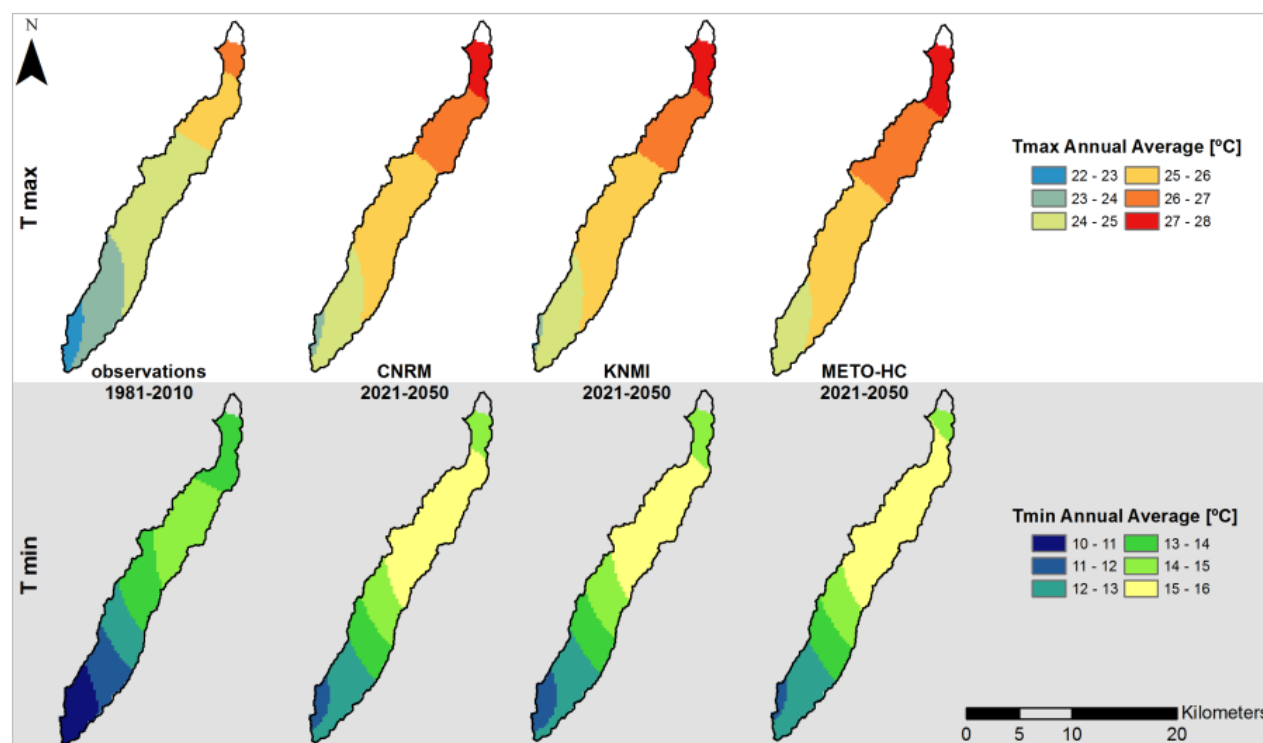 N
T max
Tmax Annual Average [ºC]
22 - 23
25 - 26
23 - 24
26 - 27
24 - 25
27 - 28
observations
1981-2010
CNRM
2021-2050
KNMI
2021-2050
METO-HC
2021-2050
T min
Tmin Annual Average [ºC]
10 - 11
13 - 14
11 - 12
14 - 15
12 - 13
15 - 16
Kilometers
0 5 10 20